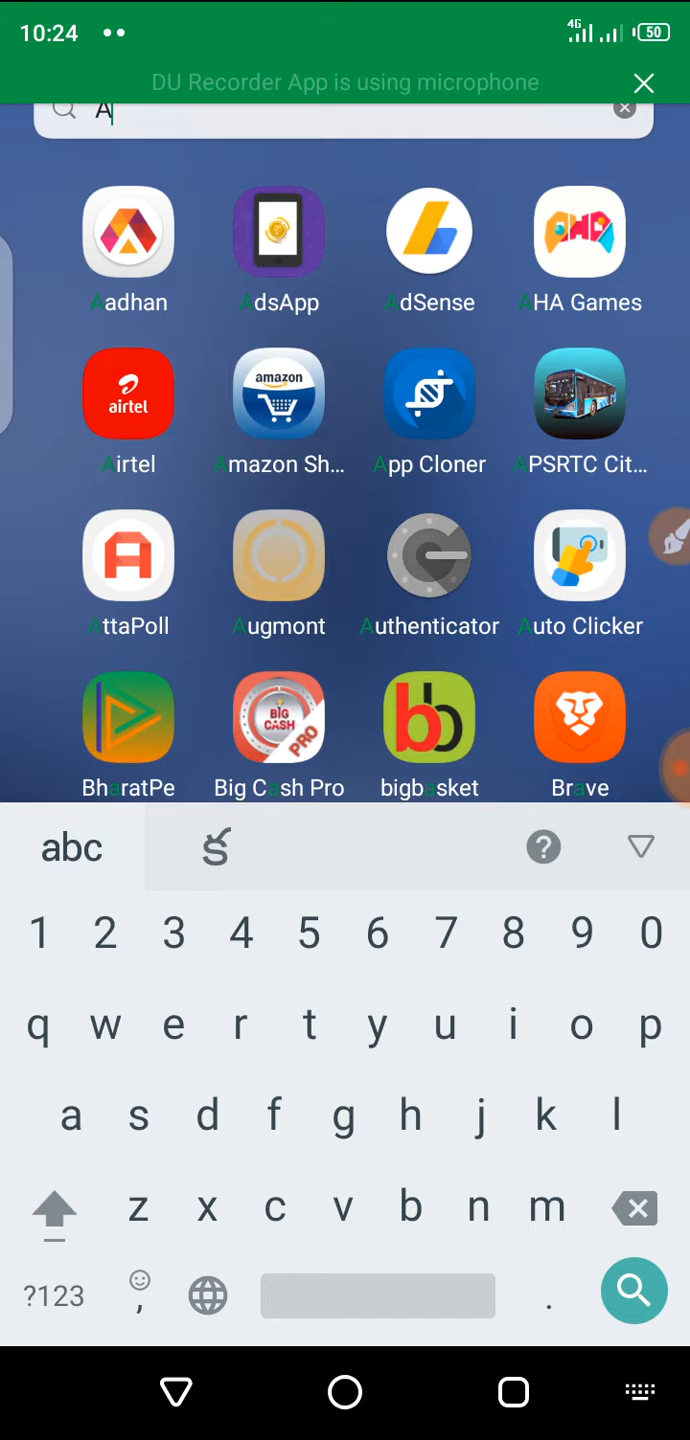 10:24 4G 50
DU Recorder App is using microphone
A
amazon
airtel
Aadhan AdsApp AdSense AHA Games
Airtel Amazon Sh... App Cloner APSRTC Cit...
AttaPoll Augmont Authenticator Auto Clicker
BIG CASH PRO
bb
BharatPe Big Cash Pro bigbasket Brave
abc క ?
1 2 3 4 5 6 7 8 9 0
q w e r t y u i o p
a s d f g h j k l
z x c v b n m
?123 , .